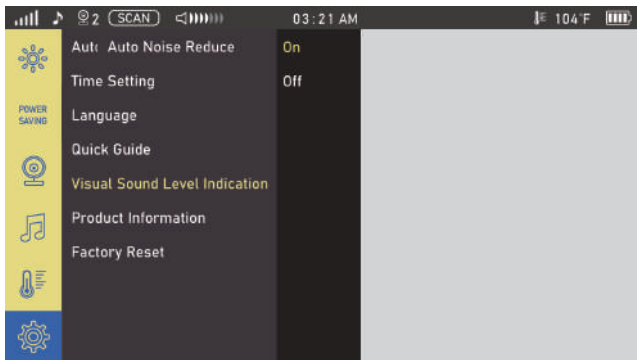 2 SCAN 03:21 AM 104°F
Aut Auto Noise Reduce On
Time Setting Off
POWER
SAVING
Language
Quick Guide
Visual Sound Level Indication
Product Information
Factory Reset